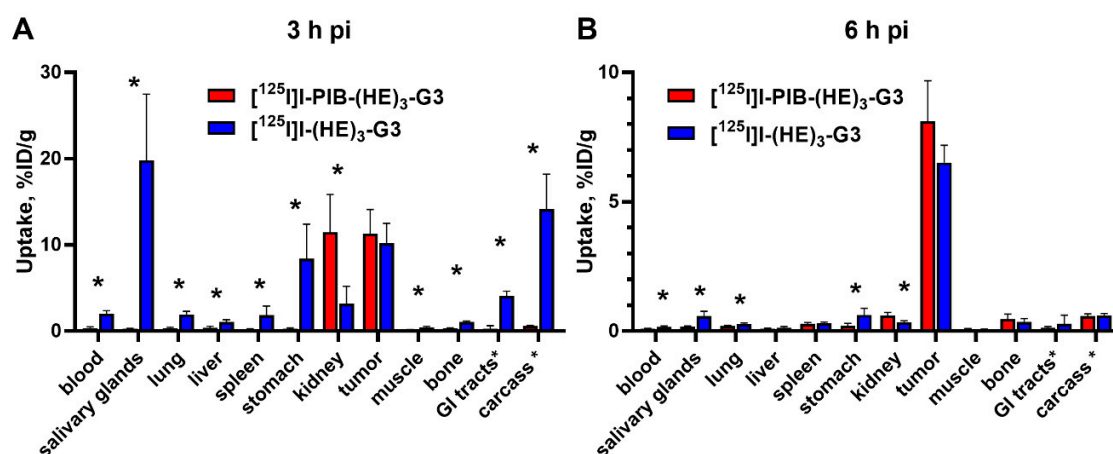 A
3 h pi
Uptake, %ID/g
30
20
10
0
[¹²⁵I]I-PIB-(HE)₃-G3
[¹²⁵I]I-(HE)₃-G3
*
*
*
*
*
*
*
*
*
*
*
blood
salivary glands
lung
liver
spleen
stomach
kidney
tumor
muscle
bone
GI tracts*
carcass *
B
6 h pi
Uptake, %ID/g
10
5
0
[¹²⁵I]I-PIB-(HE)₃-G3
[¹²⁵I]I-(HE)₃-G3
*
*
*
*
*
blood
salivary glands
lung
liver
spleen
stomach
kidney
tumor
muscle
bone
GI tracts*
carcass *